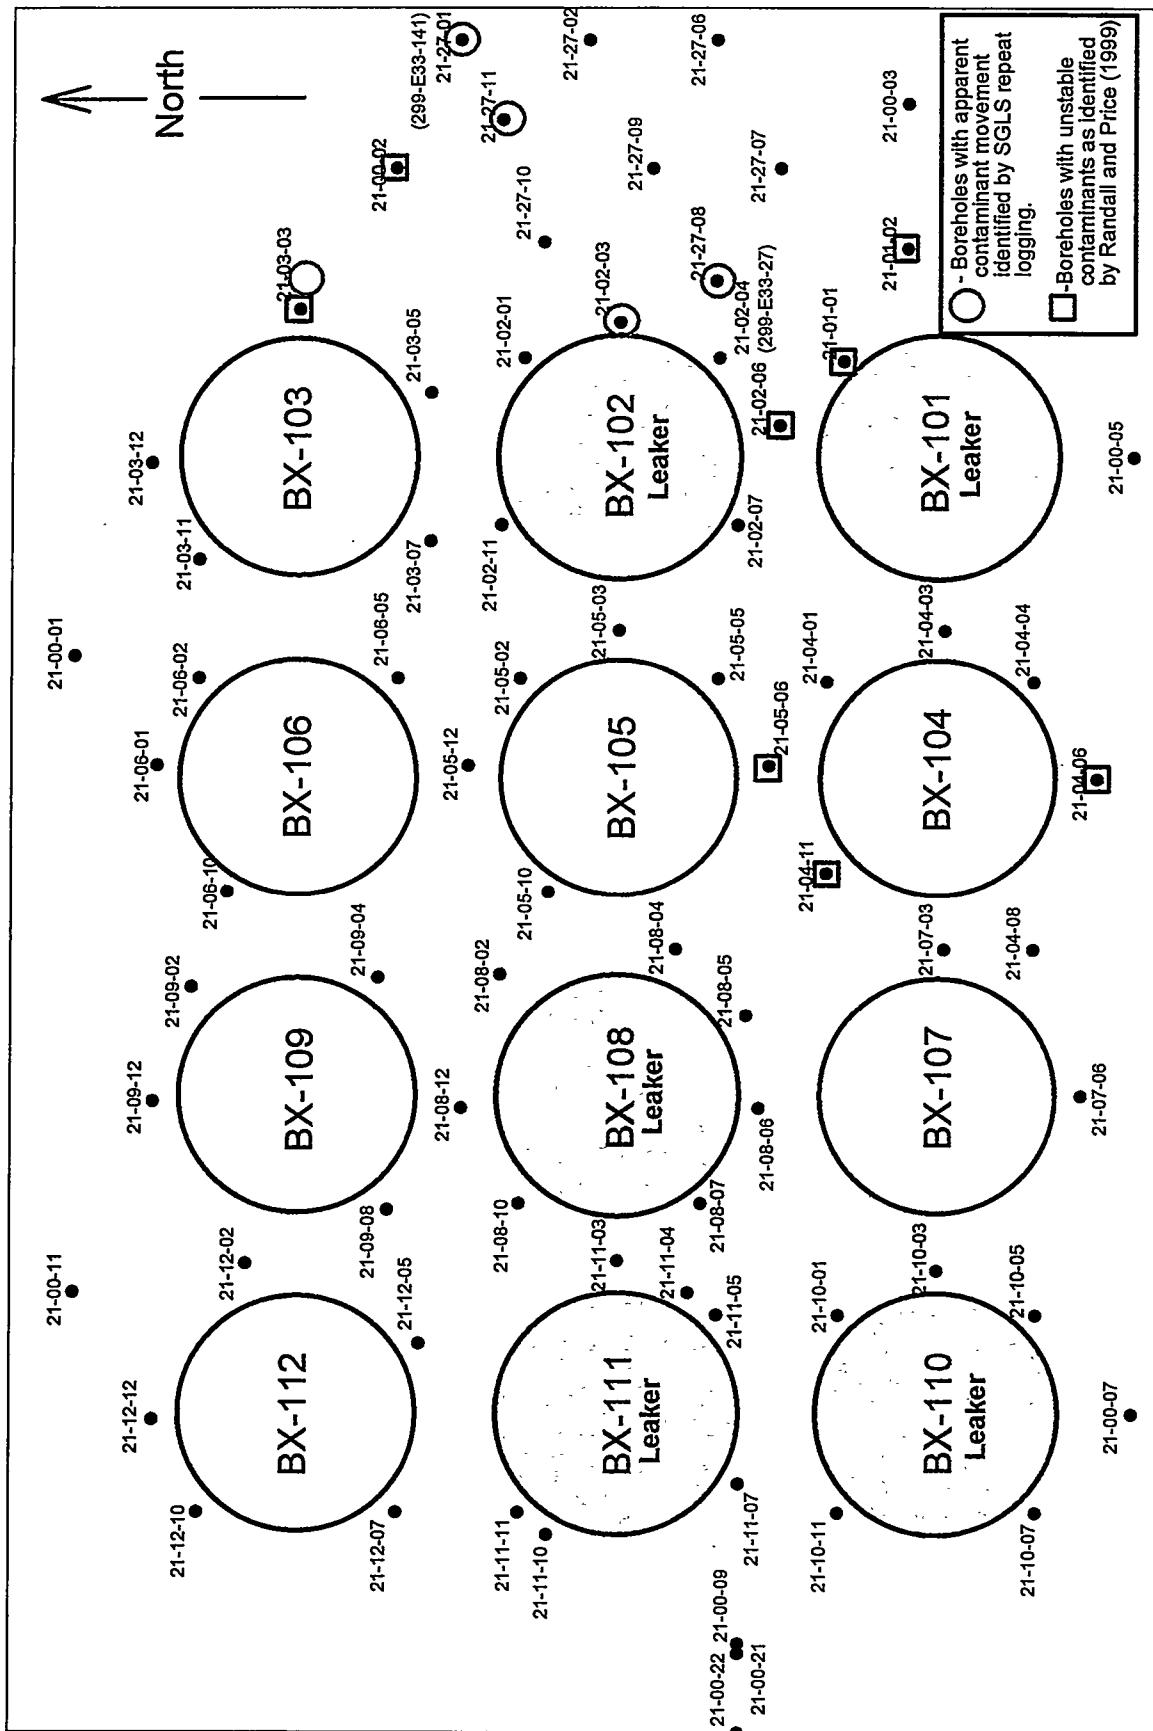 North
21-00-11
21-00-01
21-12-12
21-09-12
21-06-01
21-03-12
21-12-10
21-12-02
21-09-02
21-06-10
21-06-02
21-03-11
21-03-03
BX-112
BX-109
BX-106
BX-103
21-12-07
21-12-05
21-09-08
21-09-04
21-06-05
21-03-07
21-03-05
21-00-02
(299-E33-141)
21-27-01
21-27-11
21-27-10
21-27-02
21-27-09
21-27-06
21-27-07
21-27-08
(299-E33-27)
21-11-11
21-11-10
21-08-10
21-08-12
21-08-02
21-05-10
21-05-12
21-05-02
21-02-11
21-02-01
21-02-03
BX-111
Leaker
21-11-03
BX-108
Leaker
21-08-04
BX-105
21-05-03
BX-102
Leaker
21-11-04
21-11-05
21-11-07
21-08-07
21-08-06
21-08-05
21-05-06
21-05-05
21-02-07
21-02-06
21-02-04
21-00-22
21-00-09
21-00-21
21-10-11
21-10-01
21-04-11
21-04-01
21-01-01
21-01-02
21-00-03
BX-110
Leaker
21-10-03
BX-107
21-07-03
BX-104
21-04-03
BX-101
Leaker
21-10-07
21-10-05
21-07-06
21-04-08
21-04-06
21-04-04
21-00-07
21-00-05
- Boreholes with apparent
contaminant movement
identified by SGLS repeat
logging.
-Boreholes with unstable
contaminants as identified
by Randall and Price (1999)